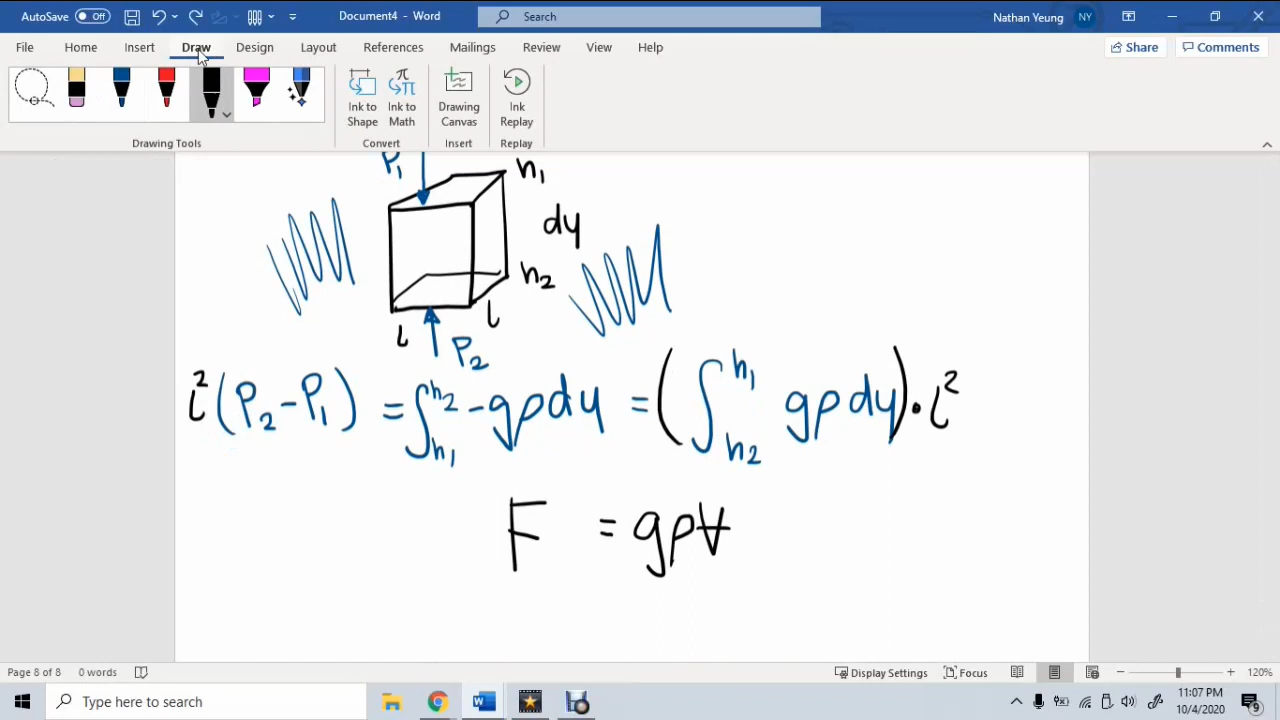 AutoSave Off Document4 - Word Search Nathan Yeung NY
File Home Insert Draw Design Layout References Mailings Review View Help Share Comments
Ink to Shape Ink to Math Drawing Canvas Ink Replay
Drawing Tools Convert Insert Replay
P₁ h₁
dy
h₂
l l
P₂
l²(P₂-P₁) = ∫h₁^h₂ -gρdy = (∫h₂^h₁ gρdy)·l²
F = gρV
Page 8 of 8 0 words Display Settings Focus 120%
Type here to search 11:07 PM
10/4/2020 9